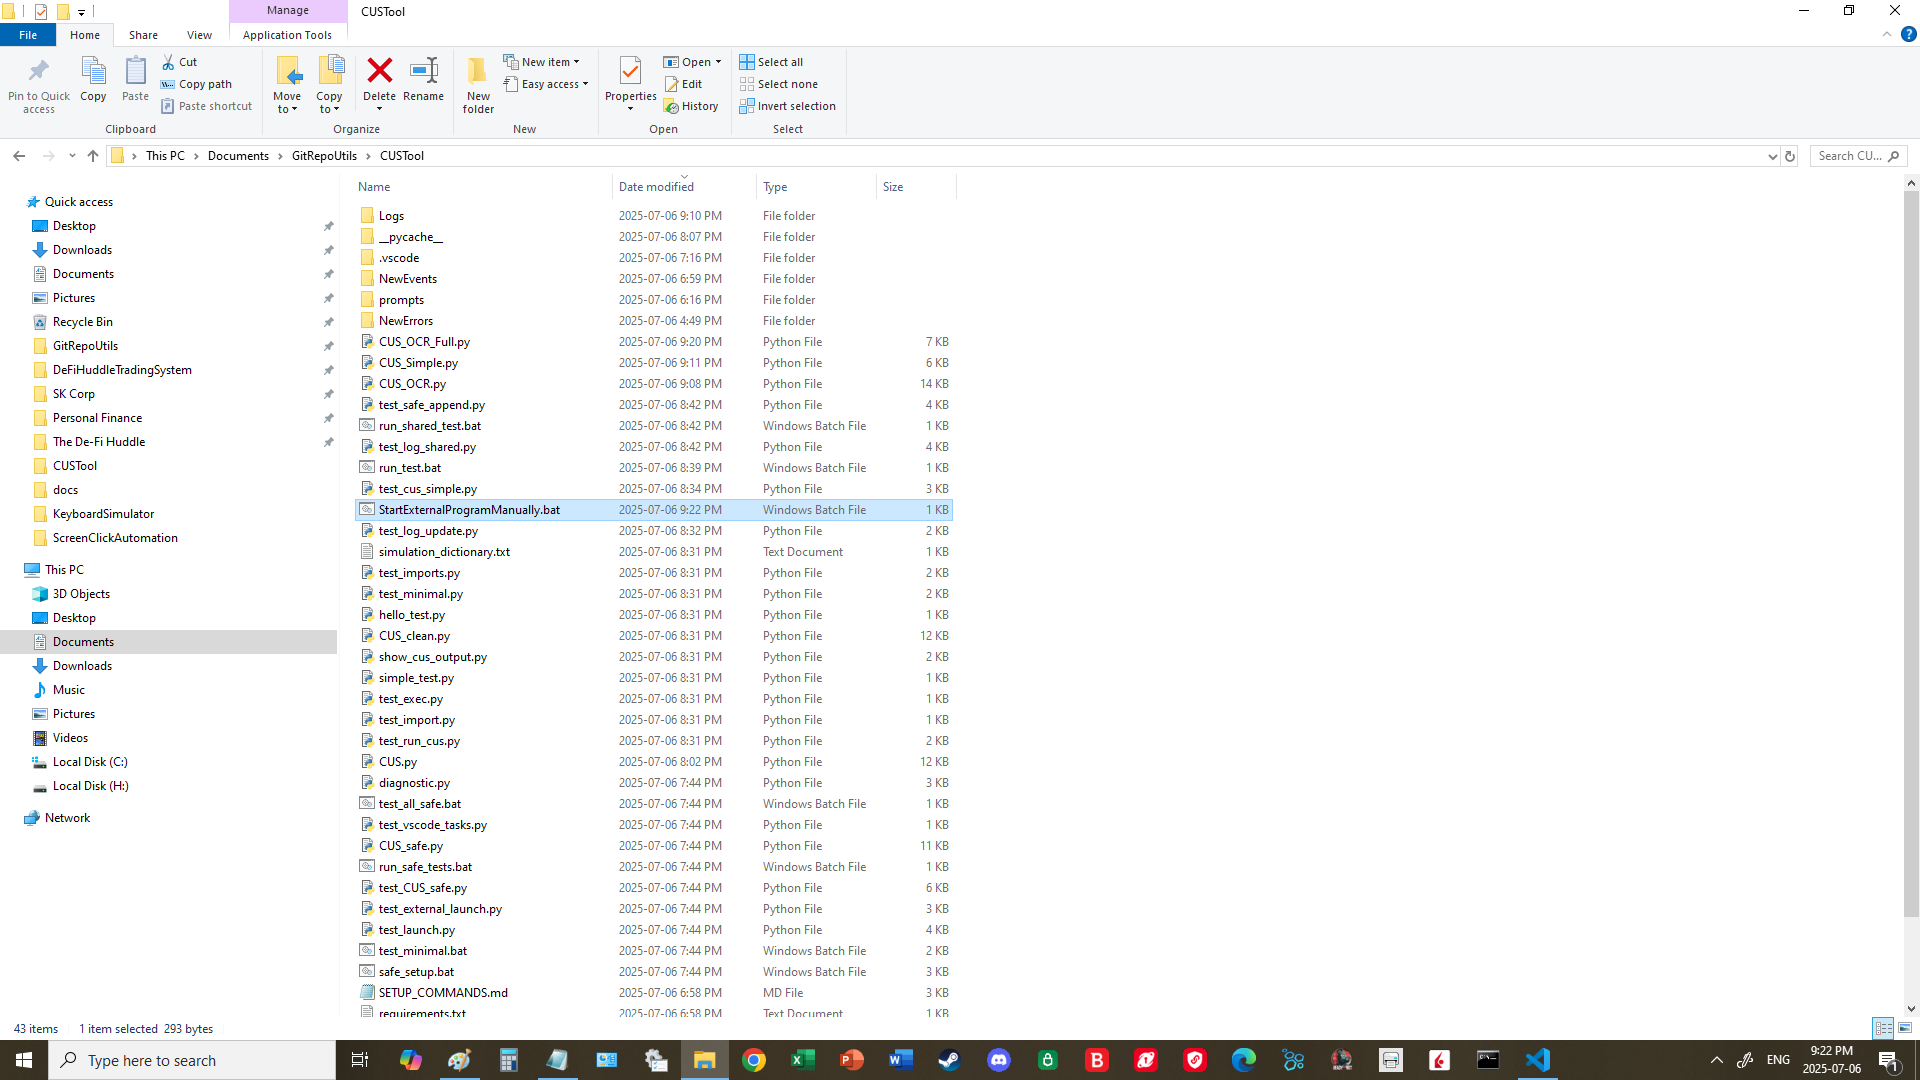 Manage
CUSTool
File
Home
Share
View
Application Tools
Pin to Quick access
Copy
Paste
Cut
Copy path
Paste shortcut
Clipboard
Move to
Copy to
Delete
Rename
Organize
New folder
New item
Easy access
New
Properties
Open
Edit
History
Open
Select all
Select none
Invert selection
Select
This PC > Documents > GitRepoUtils > CUSTool
Search CU...
Quick access
Desktop
Downloads
Documents
Pictures
Recycle Bin
GitRepoUtils
DeFiHuddleTradingSystem
SK Corp
Personal Finance
The De-Fi Huddle
CUSTool
docs
KeyboardSimulator
ScreenClickAutomation
This PC
3D Objects
Desktop
Documents
Downloads
Music
Pictures
Videos
Local Disk (C:)
Local Disk (H:)
Network
Name Date modified Type Size
Logs 2025-07-06 9:10 PM File folder
__pycache__ 2025-07-06 8:07 PM File folder
.vscode 2025-07-06 7:16 PM File folder
NewEvents 2025-07-06 6:59 PM File folder
prompts 2025-07-06 6:16 PM File folder
NewErrors 2025-07-06 4:49 PM File folder
CUS_OCR_Full.py 2025-07-06 9:20 PM Python File 7 KB
CUS_Simple.py 2025-07-06 9:11 PM Python File 6 KB
CUS_OCR.py 2025-07-06 9:08 PM Python File 14 KB
test_safe_append.py 2025-07-06 8:42 PM Python File 4 KB
run_shared_test.bat 2025-07-06 8:42 PM Windows Batch File 1 KB
test_log_shared.py 2025-07-06 8:42 PM Python File 4 KB
run_test.bat 2025-07-06 8:39 PM Windows Batch File 1 KB
test_cus_simple.py 2025-07-06 8:34 PM Python File 3 KB
StartExternalProgramManually.bat 2025-07-06 9:22 PM Windows Batch File 1 KB
test_log_update.py 2025-07-06 8:32 PM Python File 2 KB
simulation_dictionary.txt 2025-07-06 8:31 PM Text Document 1 KB
test_imports.py 2025-07-06 8:31 PM Python File 2 KB
test_minimal.py 2025-07-06 8:31 PM Python File 2 KB
hello_test.py 2025-07-06 8:31 PM Python File 1 KB
CUS_clean.py 2025-07-06 8:31 PM Python File 12 KB
show_cus_output.py 2025-07-06 8:31 PM Python File 2 KB
simple_test.py 2025-07-06 8:31 PM Python File 1 KB
test_exec.py 2025-07-06 8:31 PM Python File 1 KB
test_import.py 2025-07-06 8:31 PM Python File 1 KB
test_run_cus.py 2025-07-06 8:31 PM Python File 2 KB
CUS.py 2025-07-06 8:02 PM Python File 12 KB
diagnostic.py 2025-07-06 7:44 PM Python File 3 KB
test_all_safe.bat 2025-07-06 7:44 PM Windows Batch File 1 KB
test_vscode_tasks.py 2025-07-06 7:44 PM Python File 1 KB
CUS_safe.py 2025-07-06 7:44 PM Python File 11 KB
run_safe_tests.bat 2025-07-06 7:44 PM Windows Batch File 1 KB
test_CUS_safe.py 2025-07-06 7:44 PM Python File 6 KB
test_external_launch.py 2025-07-06 7:44 PM Python File 3 KB
test_launch.py 2025-07-06 7:44 PM Python File 4 KB
test_minimal.bat 2025-07-06 7:44 PM Windows Batch File 2 KB
safe_setup.bat 2025-07-06 7:44 PM Windows Batch File 3 KB
SETUP_COMMANDS.md 2025-07-06 6:58 PM MD File 3 KB
requirements.txt 2025-07-06 6:58 PM Text Document 1 KB
43 items 1 item selected 293 bytes
Type here to search
ENG
9:22 PM
2025-07-06
1